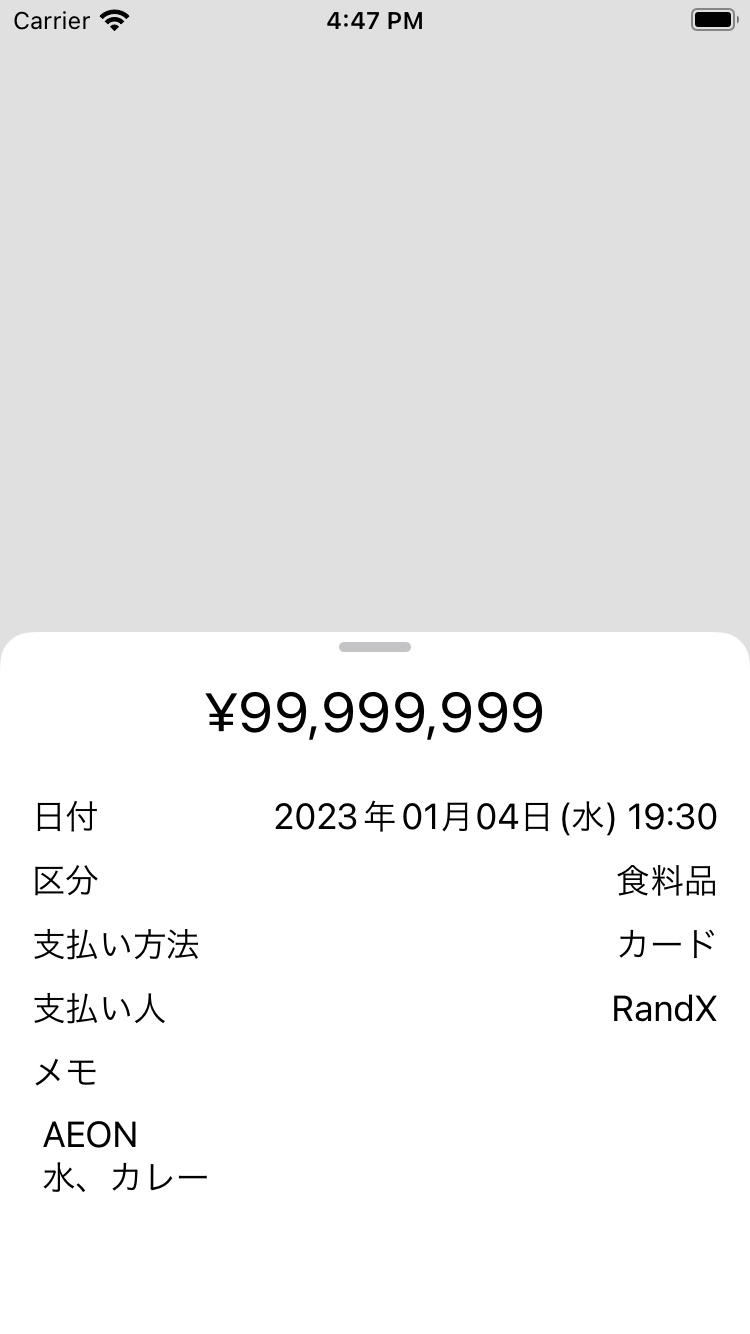 Carrier 4:47 PM
¥99,999,999
日付 2023年01月04日(水) 19:30
区分 食料品
支払い方法 カード
支払い人 RandX
メモ
AEON
水、カレー